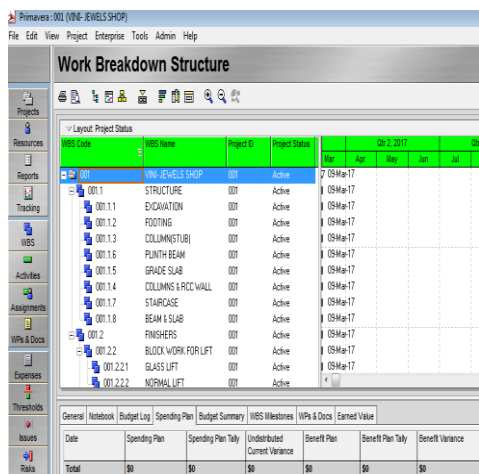 Primavera : 001 (VINI- JEWELS SHOP)
File Edit View Project Enterprise Tools Admin Help
Work Breakdown Structure
Projects
Resources
Reports
Tracking
WBS
Activities
Assignments
WPs & Docs
Expenses
Thresholds
Issues
Risks
Layout: Project Status
WBS Code WBS Name Project ID Project Status Qtr 2, 2017 Qt
Mar Apr May Jun Jul
001 VINI- JEWELS SHOP 001 Active 7 09-Mar-17
001.1 STRUCTURE 001 Active 09-Mar-17
001.1.1 EXCAVATION 001 Active 09-Mar-17
001.1.2 FOOTING 001 Active 09-Mar-17
001.1.3 COLUMN(STUB) 001 Active 09-Mar-17
001.1.6 PLINTH BEAM 001 Active 09-Mar-17
001.1.5 GRADE SLAB 001 Active 09-Mar-17
001.1.4 COLUMNS & RCC WALL 001 Active 09-Mar-17
001.1.7 STAIRCASE 001 Active 09-Mar-17
001.1.8 BEAM & SLAB 001 Active 09-Mar-17
001.2 FINISHERS 001 Active 09-Mar-17
001.2.2 BLOCK WORK FOR LIFT 001 Active 09-Mar-17
001.2.2.1 GLASS LIFT 001 Active 09-Mar-17
001.2.2.2 NORMAL LIFT 001 Active
General Notebook Budget Log Spending Plan Budget Summary WBS Milestones WPs & Docs Earned Value
Date Spending Plan Spending Plan Tally Undistributed Current Variance Benefit Plan Benefit Plan Tally Benefit Variance
Total $0 $0 $0 $0 $0 $0